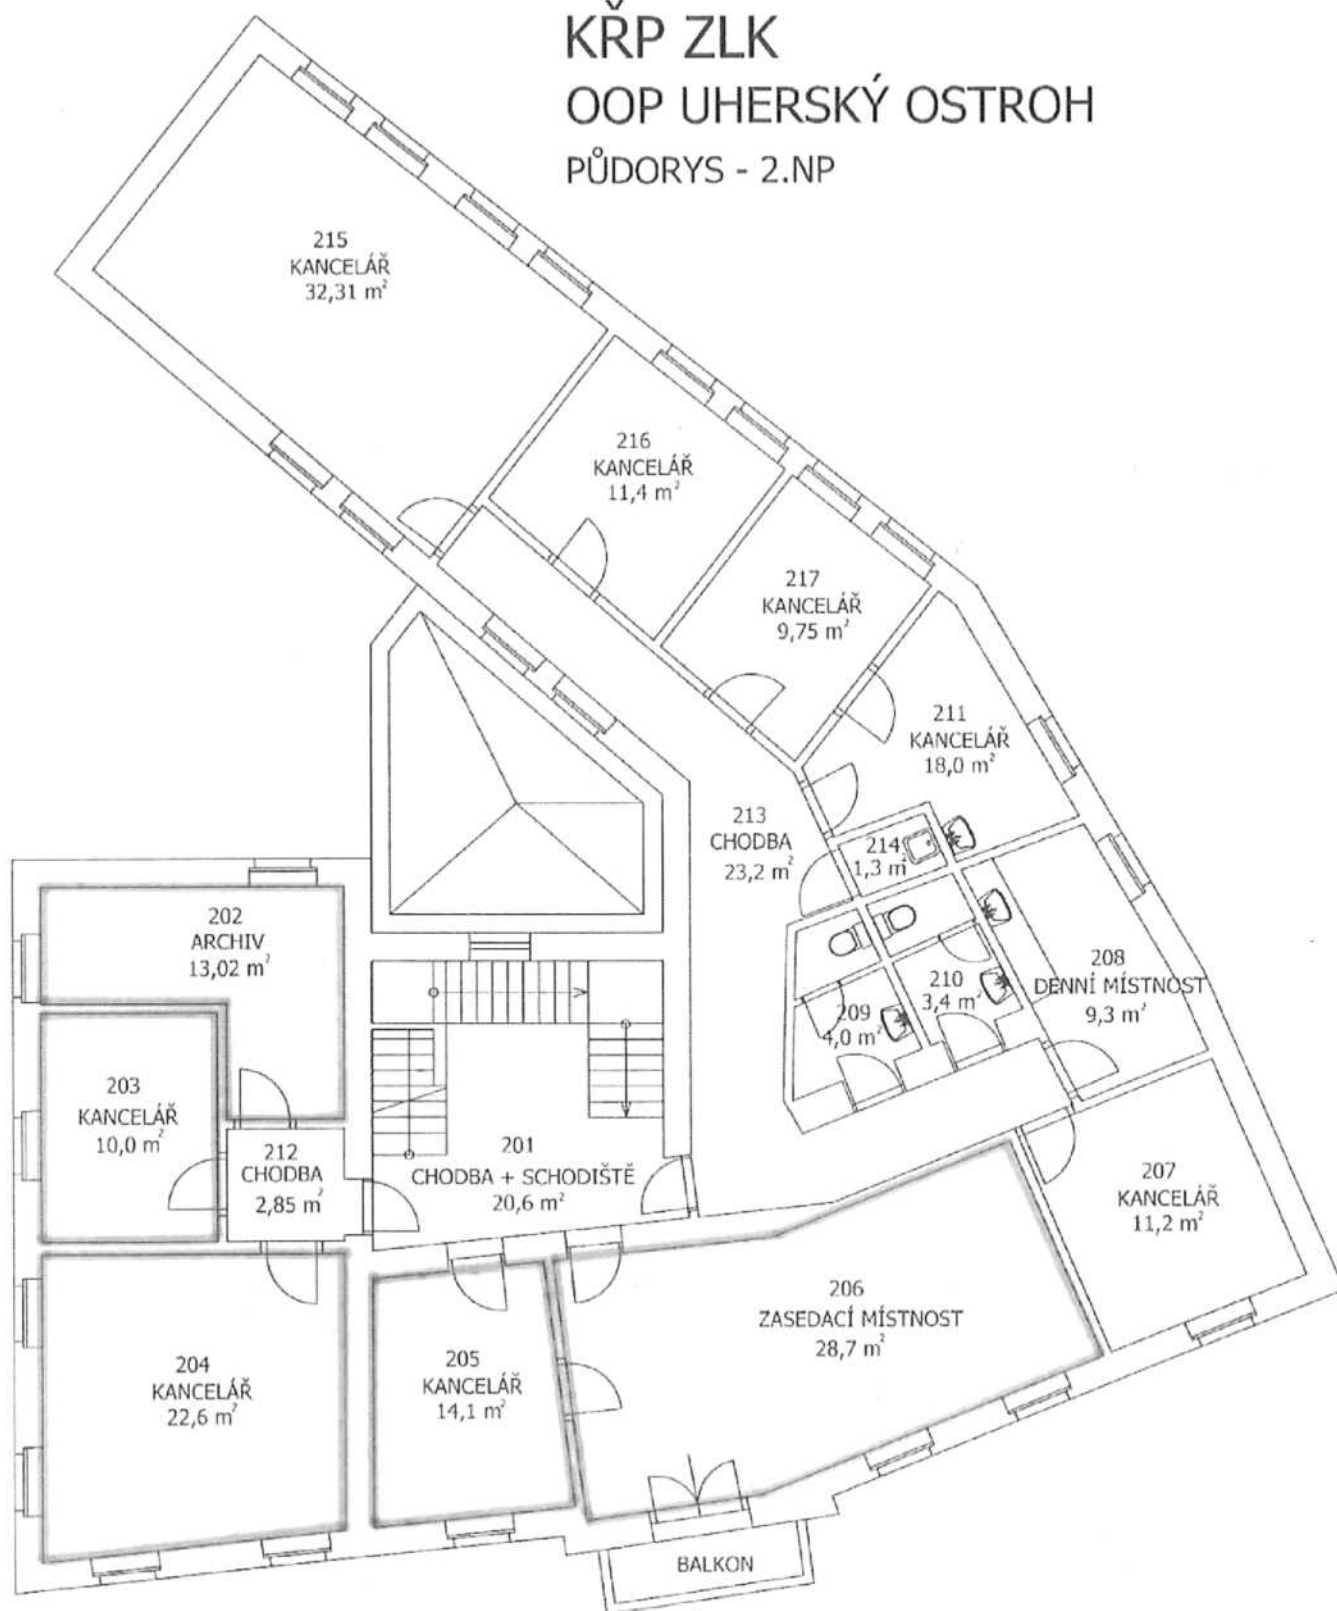 KŘP ZLK
OOP UHERSKÝ OSTROH
PŮDORYS - 2.NP
215
KANCELÁŘ
32,31 m²
216
KANCELÁŘ
11,4 m²
217
KANCELÁŘ
9,75 m²
211
KANCELÁŘ
18,0 m²
213
CHODBA
23,2 m²
214
1,3 m²
202
ARCHIV
13,02 m²
208
DENNÍ MÍSTNOST
9,3 m²
210
3,4 m²
209
4,0 m²
203
KANCELÁŘ
10,0 m²
212
CHODBA
2,85 m²
201
CHODBA + SCHODIŠTĚ
20,6 m²
207
KANCELÁŘ
11,2 m²
206
ZASEDACÍ MÍSTNOST
28,7 m²
204
KANCELÁŘ
22,6 m²
205
KANCELÁŘ
14,1 m²
BALKON